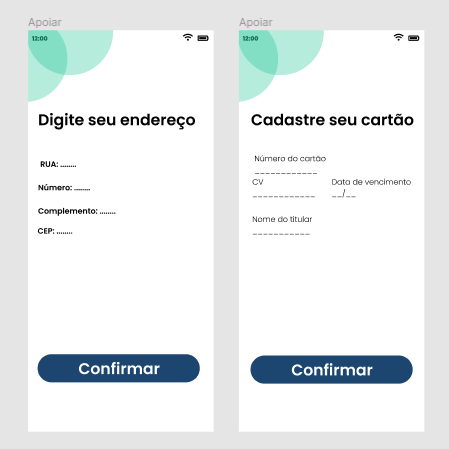 Apoiar
12:00
Digite seu endereço
RUA: ........
Número: ........
Complemento: ........
CEP: ........
Confirmar
Apoiar
12:00
Cadastre seu cartão
Número do cartão
____________
CV Data de vencimento
____________ __/__
Nome do titular
___________
Confirmar